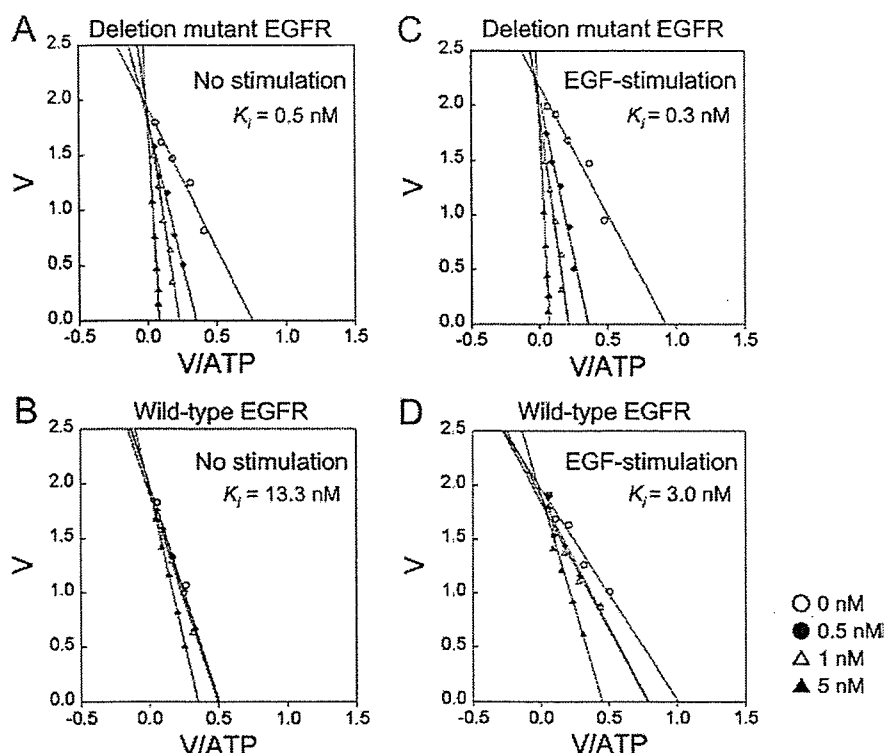 A
Deletion mutant EGFR
2.5
2.0
1.5
1.0
0.5
0.0
V
No stimulation
Ki = 0.5 nM
-0.5 0.0 0.5 1.0 1.5
V/ATP
C
Deletion mutant EGFR
2.5
2.0
1.5
1.0
0.5
0.0
V
EGF-stimulation
Ki = 0.3 nM
-0.5 0.0 0.5 1.0 1.5
V/ATP
B
Wild-type EGFR
2.5
2.0
1.5
1.0
0.5
0.0
V
No stimulation
Ki = 13.3 nM
-0.5 0.0 0.5 1.0 1.5
V/ATP
D
Wild-type EGFR
2.5
2.0
1.5
1.0
0.5
0.0
V
EGF-stimulation
Ki = 3.0 nM
-0.5 0.0 0.5 1.0 1.5
V/ATP
0 nM
0.5 nM
1 nM
5 nM